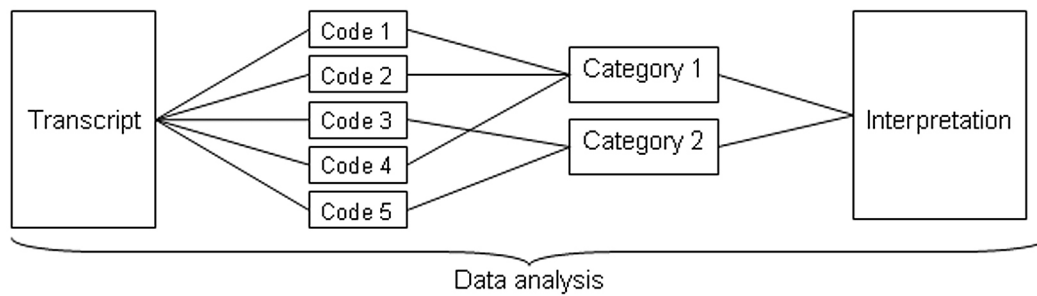 Transcript
Code 1
Code 2
Code 3
Code 4
Code 5
Category 1
Category 2
Interpretation
Data analysis